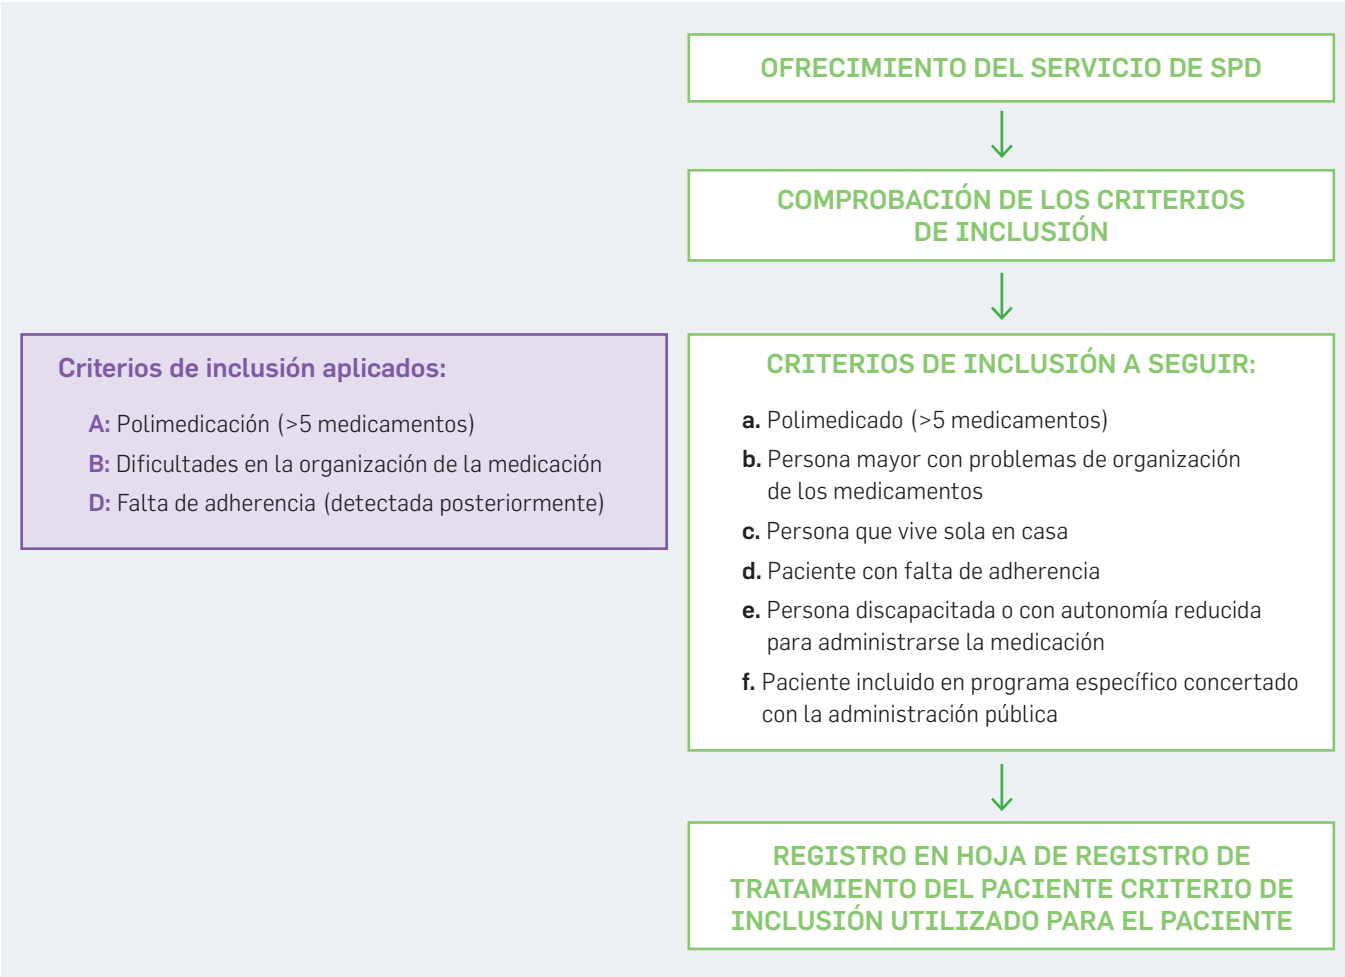 OFRECIMIENTO DEL SERVICIO DE SPD
COMPROBACIÓN DE LOS CRITERIOS
DE INCLUSIÓN
Criterios de inclusión aplicados:
A: Polimedicación (>5 medicamentos)
B: Dificultades en la organización de la medicación
D: Falta de adherencia (detectada posteriormente)
CRITERIOS DE INCLUSIÓN A SEGUIR:
a. Polimedicado (>5 medicamentos)
b. Persona mayor con problemas de organización
de los medicamentos
c. Persona que vive sola en casa
d. Paciente con falta de adherencia
e. Persona discapacitada o con autonomía reducida
para administrarse la medicación
f. Paciente incluido en programa específico concertado
con la administración pública
REGISTRO EN HOJA DE REGISTRO DE
TRATAMIENTO DEL PACIENTE CRITERIO DE
INCLUSIÓN UTILIZADO PARA EL PACIENTE